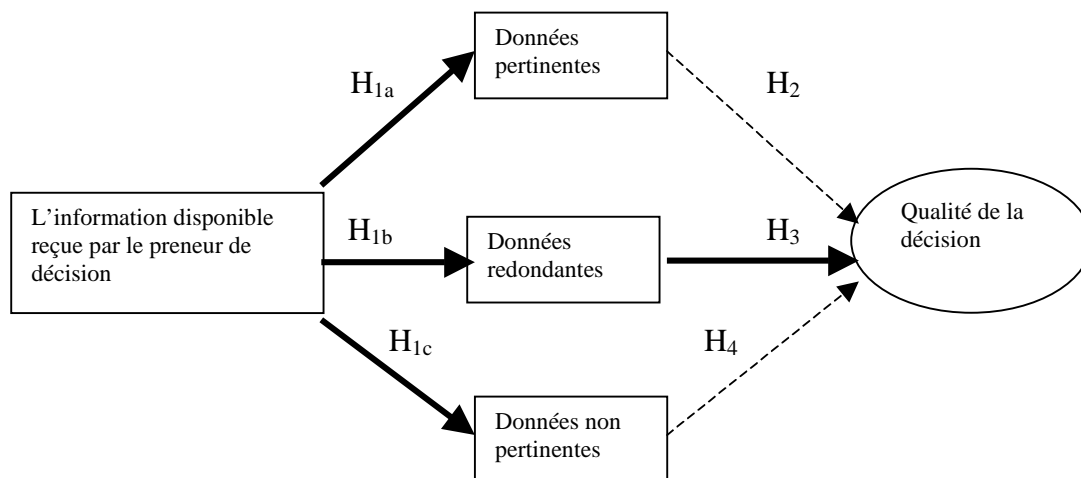 Données
pertinentes
H1a
H2
L'information disponible
reçue par le preneur de
décision
H1b
Données
redondantes
H3
Qualité de la
décision
H1c
H4
Données non
pertinentes